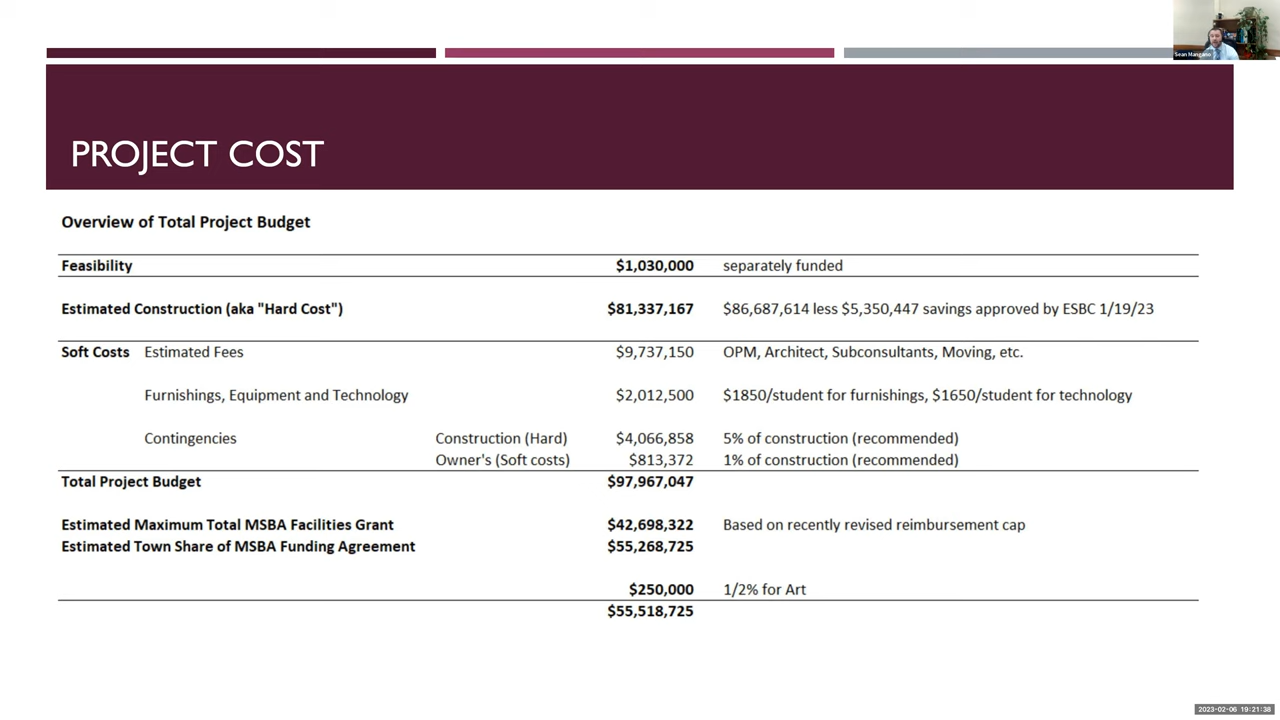 Sean Mangano
PROJECT COST
Overview of Total Project Budget
Feasibility $1,030,000 separately funded
Estimated Construction (aka "Hard Cost") $81,337,167 $86,687,614 less $5,350,447 savings approved by ESBC 1/19/23
Soft Costs Estimated Fees $9,737,150 OPM, Architect, Subconsultants, Moving, etc.
Furnishings, Equipment and Technology $2,012,500 $1850/student for furnishings, $1650/student for technology
Contingencies Construction (Hard) $4,066,858 5% of construction (recommended)
Owner's (Soft costs) $813,372 1% of construction (recommended)
Total Project Budget $97,967,047
Estimated Maximum Total MSBA Facilities Grant $42,698,322 Based on recently revised reimbursement cap
Estimated Town Share of MSBA Funding Agreement $55,268,725
$250,000 1/2% for Art
$55,518,725
2023-02-06 19:21:38